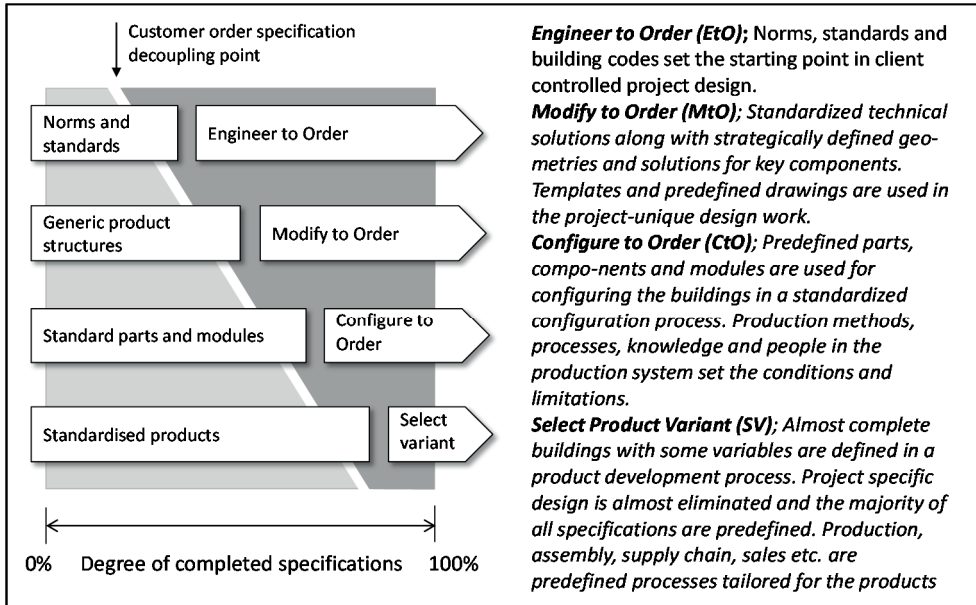 Customer order specification
decoupling point
Norms and
standards
Engineer to Order
Generic product
structures
Modify to Order
Standard parts and modules
Configure to
Order
Standardised products
Select
variant
0%
Degree of completed specifications
100%
Engineer to Order (EtO); Norms, standards and
building codes set the starting point in client
controlled project design.
Modify to Order (MtO); Standardized technical
solutions along with strategically defined geo-
metries and solutions for key components.
Templates and predefined drawings are used in
the project-unique design work.
Configure to Order (CtO); Predefined parts,
compo-nents and modules are used for
configuring the buildings in a standardized
configuration process. Production methods,
processes, knowledge and people in the
production system set the conditions and
limitations.
Select Product Variant (SV); Almost complete
buildings with some variables are defined in a
product development process. Project specific
design is almost eliminated and the majority of
all specifications are predefined. Production,
assembly, supply chain, sales etc. are
predefined processes tailored for the products